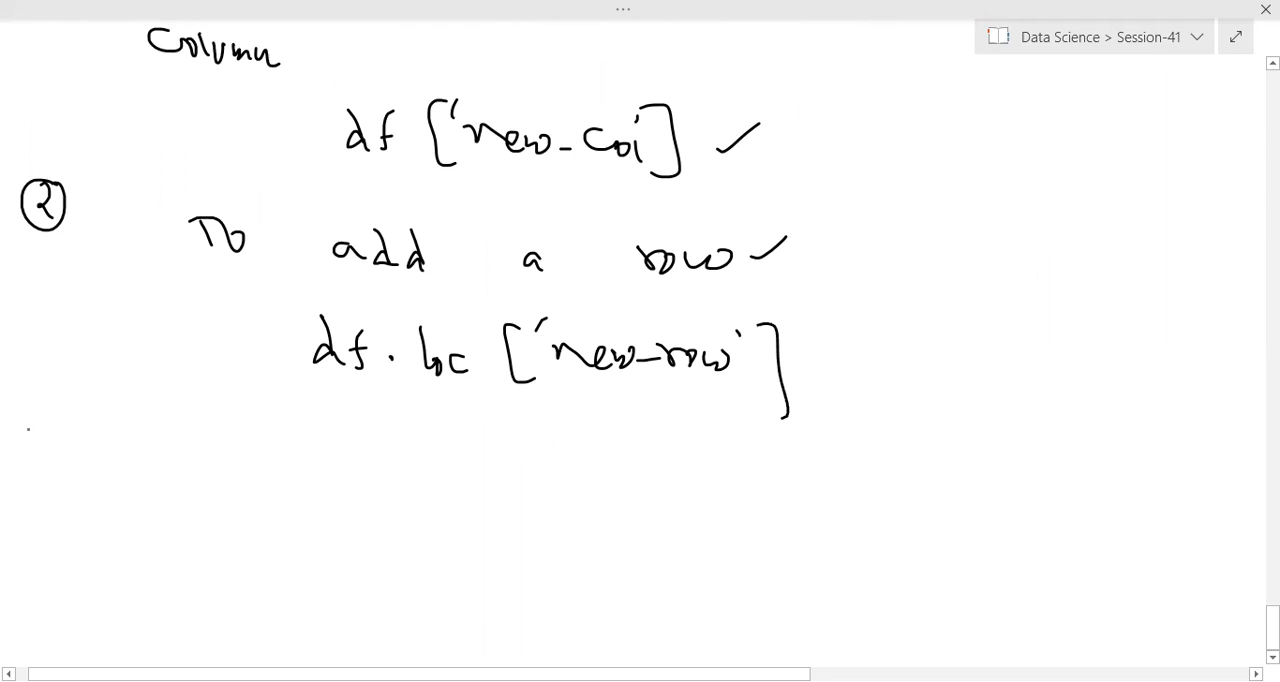 ...
Data Science > Session-41
Column
df ['new-col'] ✓
② To add a row ✓
df.loc ['new-row']